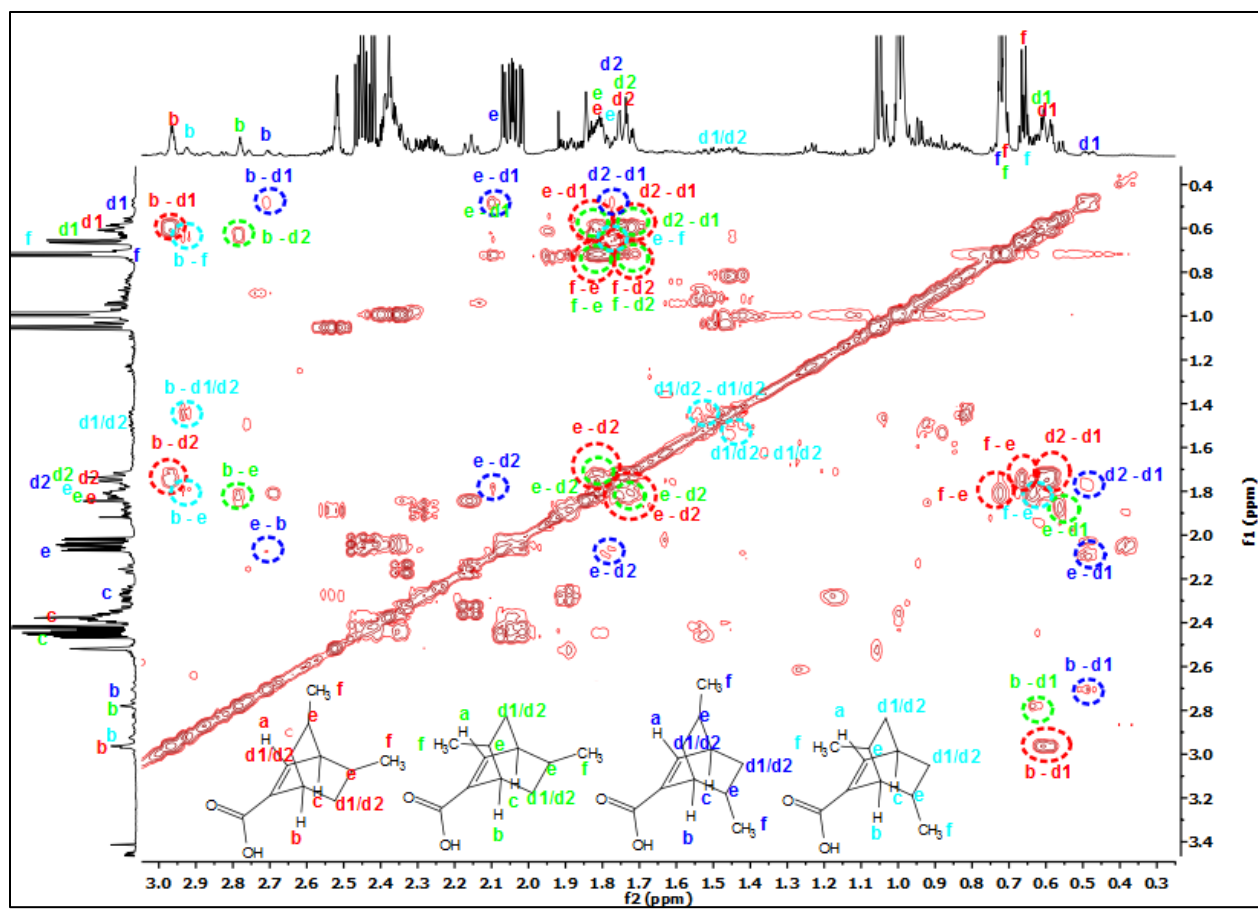 f
d2
d2
e
e d2
e
e
b
b
b
b
d1/d2
d1
d1
d1
f
f f
f
d1
d1
d1
f
f
b - d1
b - f
b - d1
b - d2
e - d1
e - d1
d2 - d1
e - d1
d2 - d1
d2 - d1
e - f
f - e
f - d2
f - e
f - d2
0.4
0.6
0.8
1.0
1.2
1.4
1.6
1.8
2.0
2.2
2.4
2.6
2.8
3.0
3.2
3.4
f1 (ppm)
d1/d2
b - d1/d2
d1/d2 - d1/d2
d1/d2 - d1/d2
d2
d2
d2
e
e
e
b - d2
b - e
b - e
e - d2
e - d2
e - d2
e - d2
e - d2
f - e
d2 - d1
f - e
f - e
d2 - d1
e - d1
e
e - b
e - d2
e - d1
c
c
c
b
b
b
b
b - d1
b - d1
b - d1
CH3 f
a
H
c
e
d1/d2
f
CH3
e
H
c
d1/d2
O
OH
H
b
a
H
d1/d2
f H3C
e
e
CH3
f
H
c
d1/d2
O
OH
H
b
CH3 f
a
H
e
d1/d2
d1/d2
H
c
e
O
OH
H
b
CH3 f
a
H
d1/d2
f H3C
e
d1/d2
H
c
e
O
OH
H
b
CH3 f
3.0 2.9 2.8 2.7 2.6 2.5 2.4 2.3 2.2 2.1 2.0 1.9 1.8 1.7 1.6 1.5 1.4 1.3 1.2 1.1 1.0 0.9 0.8 0.7 0.6 0.5 0.4 0.3
f2 (ppm)